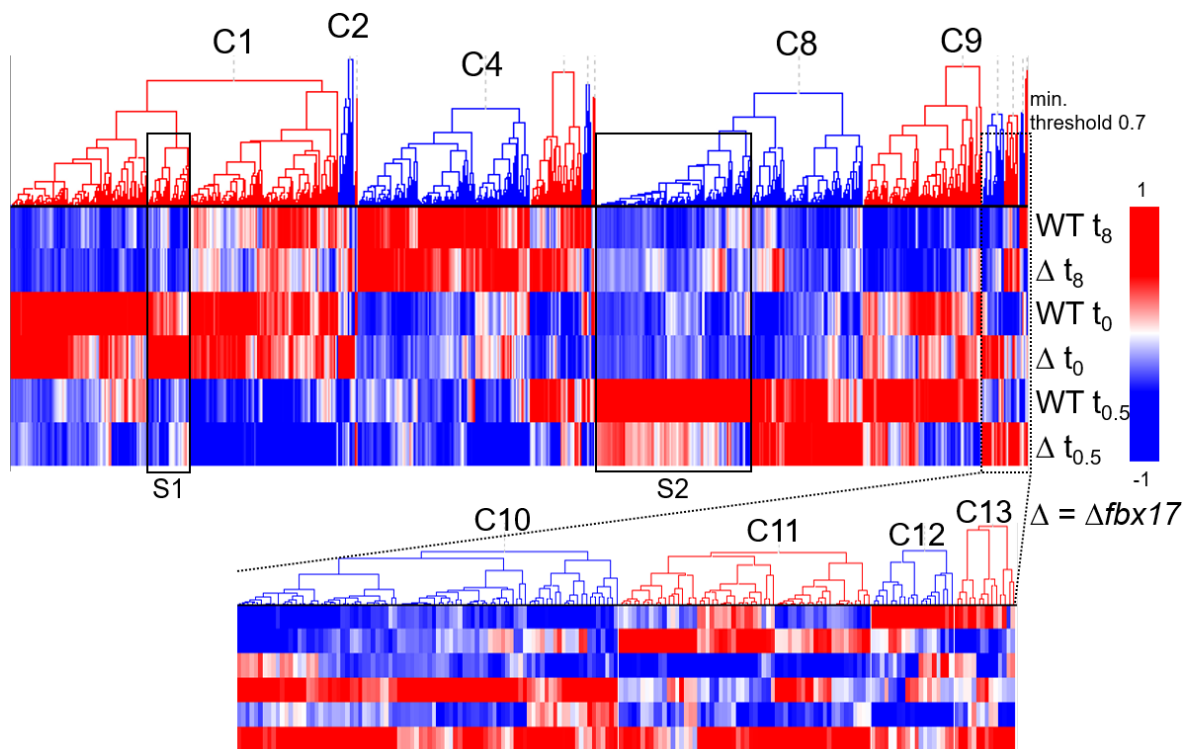 C1
C2
C4
C8
C9
min.
threshold 0.7
1
WT t8
Δ t8
WT t0
Δ t0
WT t0.5
Δ t0.5
-1
S1
S2
Δ = Δfbx17
C10
C11
C12
C13